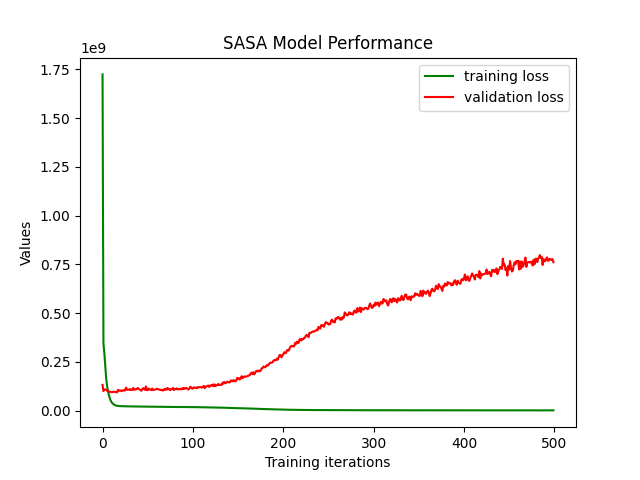 SASA Model Performance
1e9
1.75
1.50
1.25
1.00
0.75
0.50
0.25
0.00
Values
training loss
validation loss
0 100 200 300 400 500
Training iterations